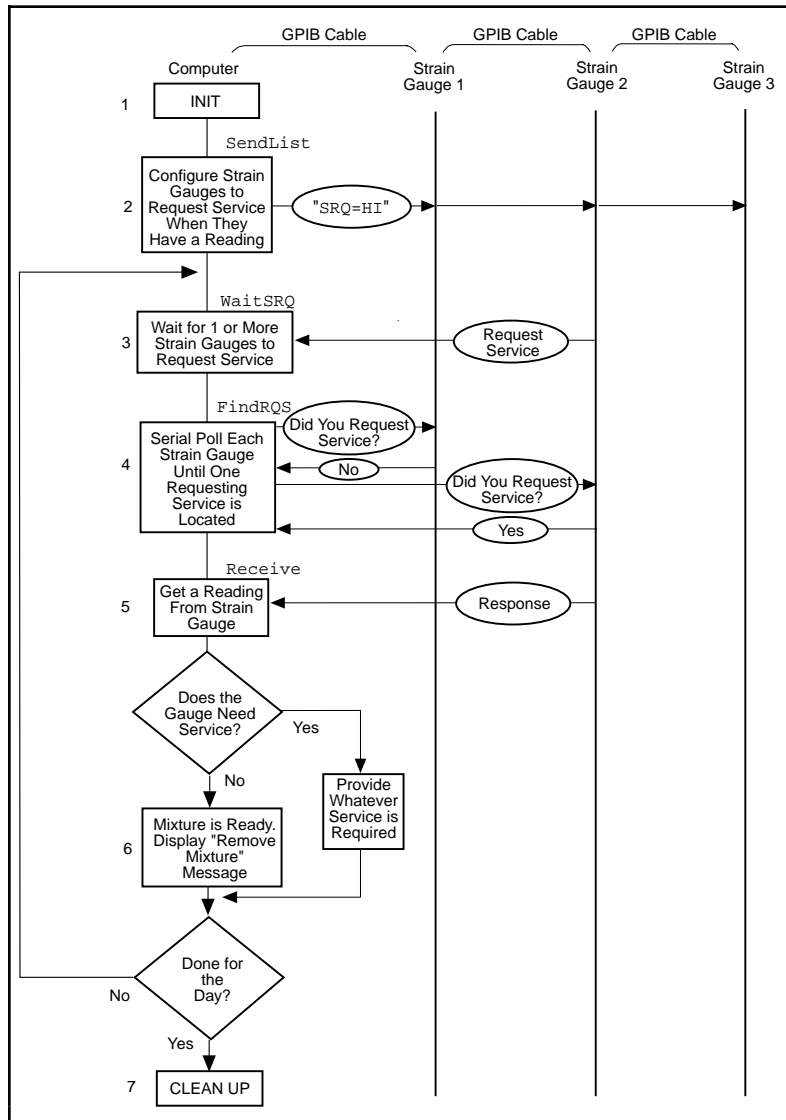 GPIB Cable GPIB Cable GPIB Cable
Computer
Strain
Gauge 1
Strain
Gauge 2
Strain
Gauge 3
1
INIT
SendList
2
Configure Strain
Gauges to
Request Service
When They
Have a Reading
"SRQ=HI"
WaitSRQ
3
Wait for 1 or More
Strain Gauges to
Request Service
Request
Service
FindRQS
4
Serial Poll Each
Strain Gauge
Until One
Requesting
Service is
Located
Did You Request
Service?
No
Did You Request
Service?
Yes
Receive
5
Get a Reading
From Strain
Gauge
Response
Does the
Gauge Need
Service?
Yes
No
Provide
Whatever
Service is
Required
6
Mixture is Ready.
Display "Remove
Mixture"
Message
Done for
the
Day?
No
Yes
7
CLEAN UP